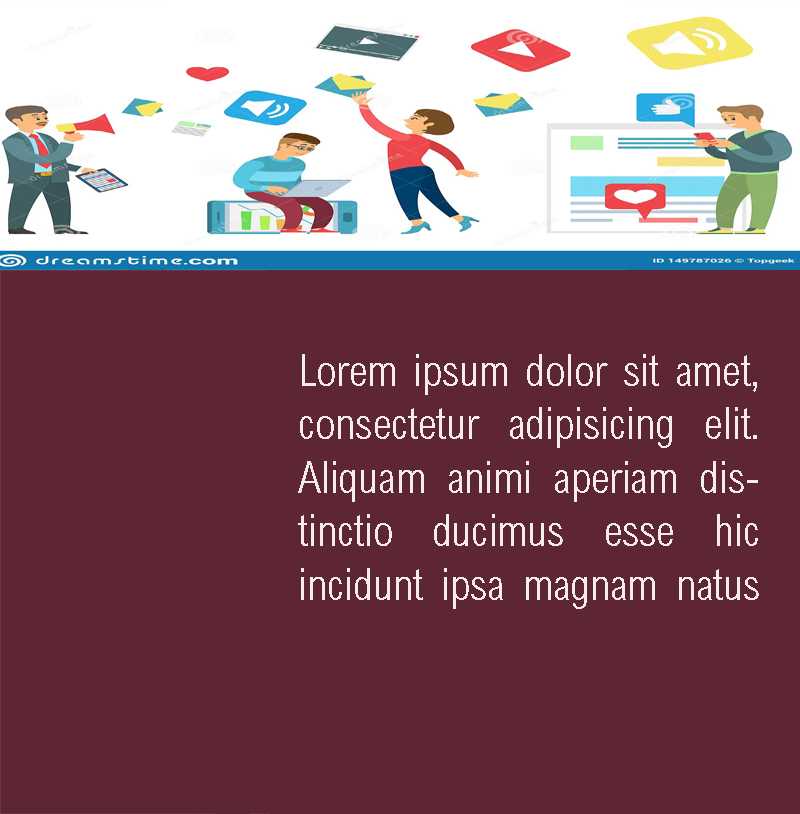 dreamstime.com
ID 149787026 © Topgeek
Lorem ipsum dolor sit amet,
consectetur adipisicing elit.
Aliquam animi aperiam dis-
tinctio ducimus esse hic
incidunt ipsa magnam natus